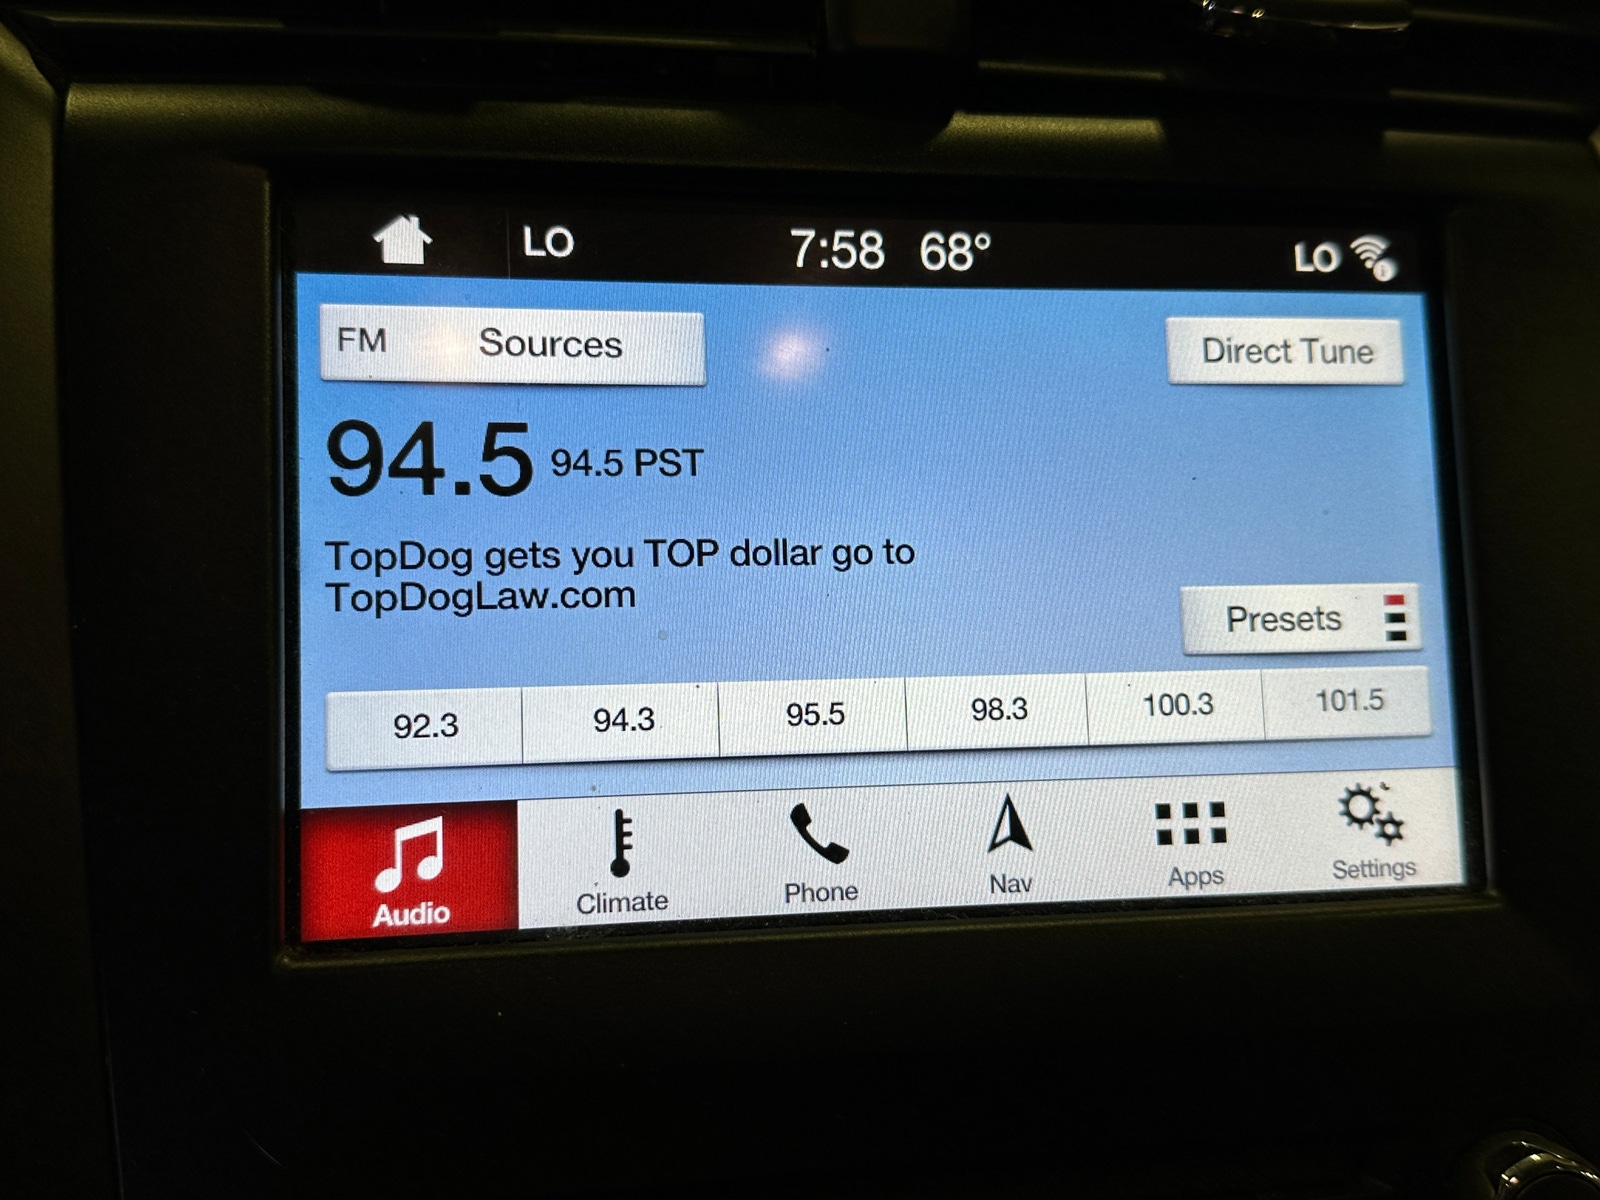 LO 7:58 68° LO
FM Sources Direct Tune
94.5 94.5 PST
TopDog gets you TOP dollar go to
TopDogLaw.com
Presets
92.3 94.3 95.5 98.3 100.3 101.5
Audio Climate Phone Nav Apps Settings